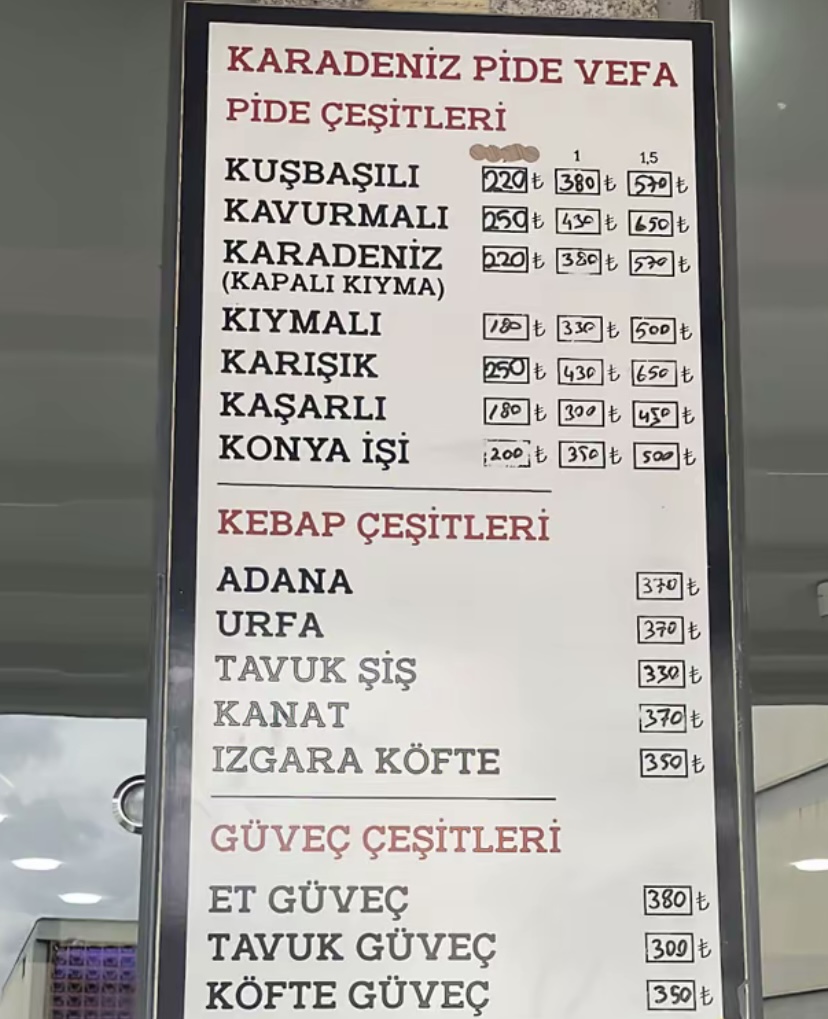 KARADENİZ PİDE VEFA
PİDE ÇEŞİTLERİ
1 1,5
KUŞBAŞILI 220 ₺ 380 ₺ 570 ₺
KAVURMALI 250 ₺ 430 ₺ 650 ₺
KARADENİZ 220 ₺ 380 ₺ 570 ₺
(KAPALI KIYMA)
KIYMALI 180 ₺ 330 ₺ 500 ₺
KARIŞIK 250 ₺ 430 ₺ 650 ₺
KAŞARLI 180 ₺ 300 ₺ 450 ₺
KONYA İŞİ 200 ₺ 350 ₺ 500 ₺
KEBAP ÇEŞİTLERİ
ADANA 370 ₺
URFA 370 ₺
TAVUK ŞİŞ 330 ₺
KANAT 370 ₺
IZGARA KÖFTE 350 ₺
GÜVEÇ ÇEŞİTLERİ
ET GÜVEÇ 380 ₺
TAVUK GÜVEÇ 300 ₺
KÖFTE GÜVEÇ 350 ₺